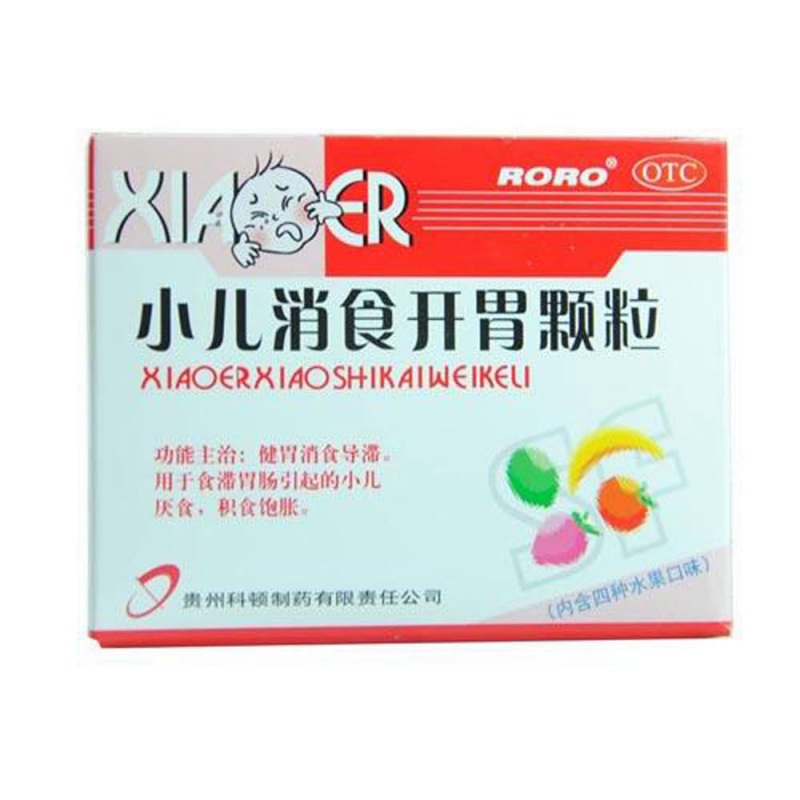 XIAOER
RORO®
OTC
小儿消食开胃颗粒
XIAOERXIAOSHIKAIWEIKELI
功能主治：健胃消食导滞。
用于食滞胃肠引起的小儿
厌食，积食饱胀。
SF
贵州科顿制药有限责任公司
（内含四种水果口味）